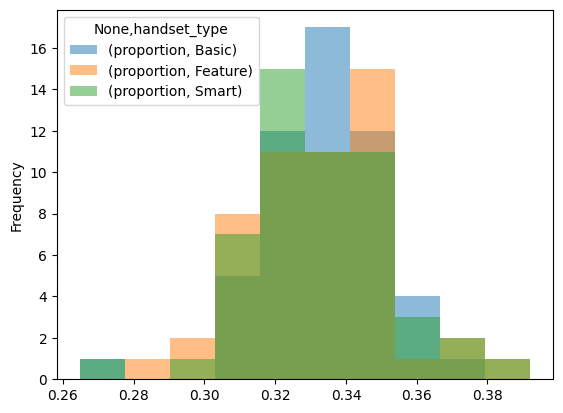 None,handset_type
(proportion, Basic)
(proportion, Feature)
(proportion, Smart)
Frequency
16
14
12
10
8
6
4
2
0
0.26 0.28 0.30 0.32 0.34 0.36 0.38